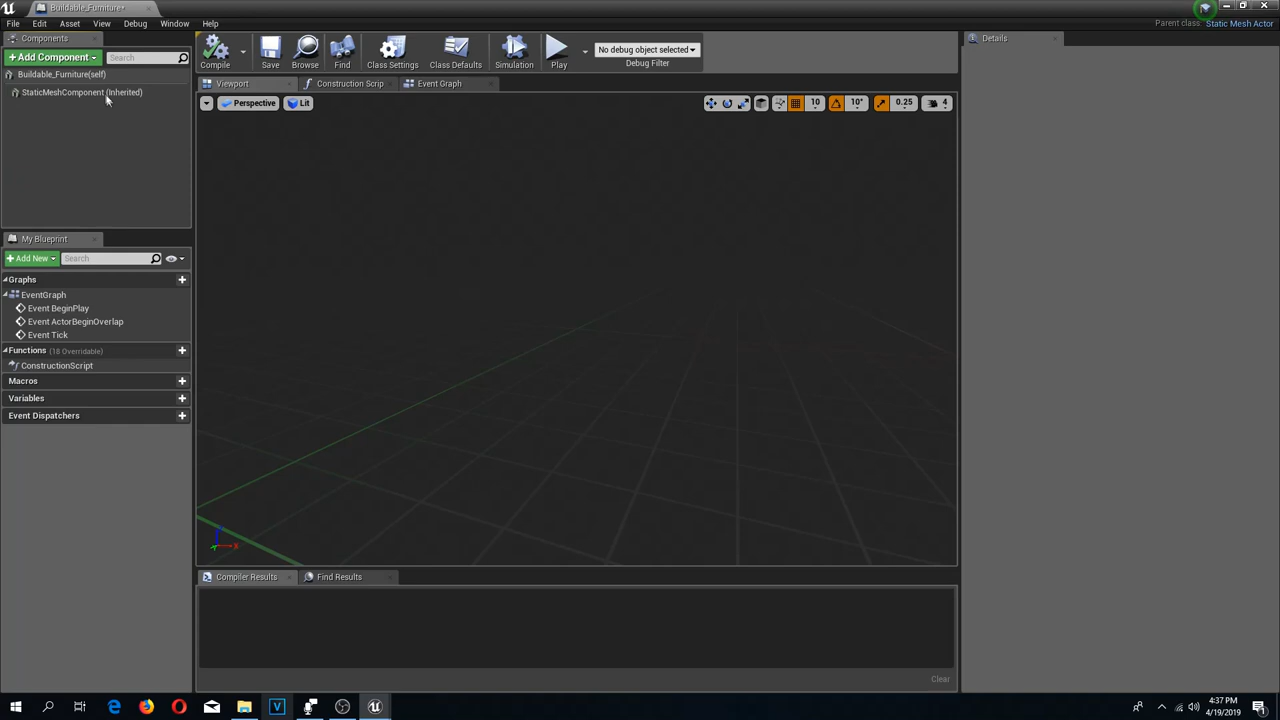 Buildable_Furniture*
File Edit Asset View Debug Window Help
Parent class: Static Mesh Actor
Components
Add Component Search
Buildable_Furniture(self)
StaticMeshComponent (Inherited)
Compile Save Browse Find Class Settings Class Defaults Simulation Play
No debug object selected
Debug Filter
Details
Viewport Construction Scrip Event Graph
Perspective Lit
10 10° 0.25 4
My Blueprint
Add New Search
Graphs
EventGraph
Event BeginPlay
Event ActorBeginOverlap
Event Tick
Functions (18 Overridable)
ConstructionScript
Macros
Variables
Event Dispatchers
Compiler Results Find Results
Clear
4:37 PM
4/19/2019